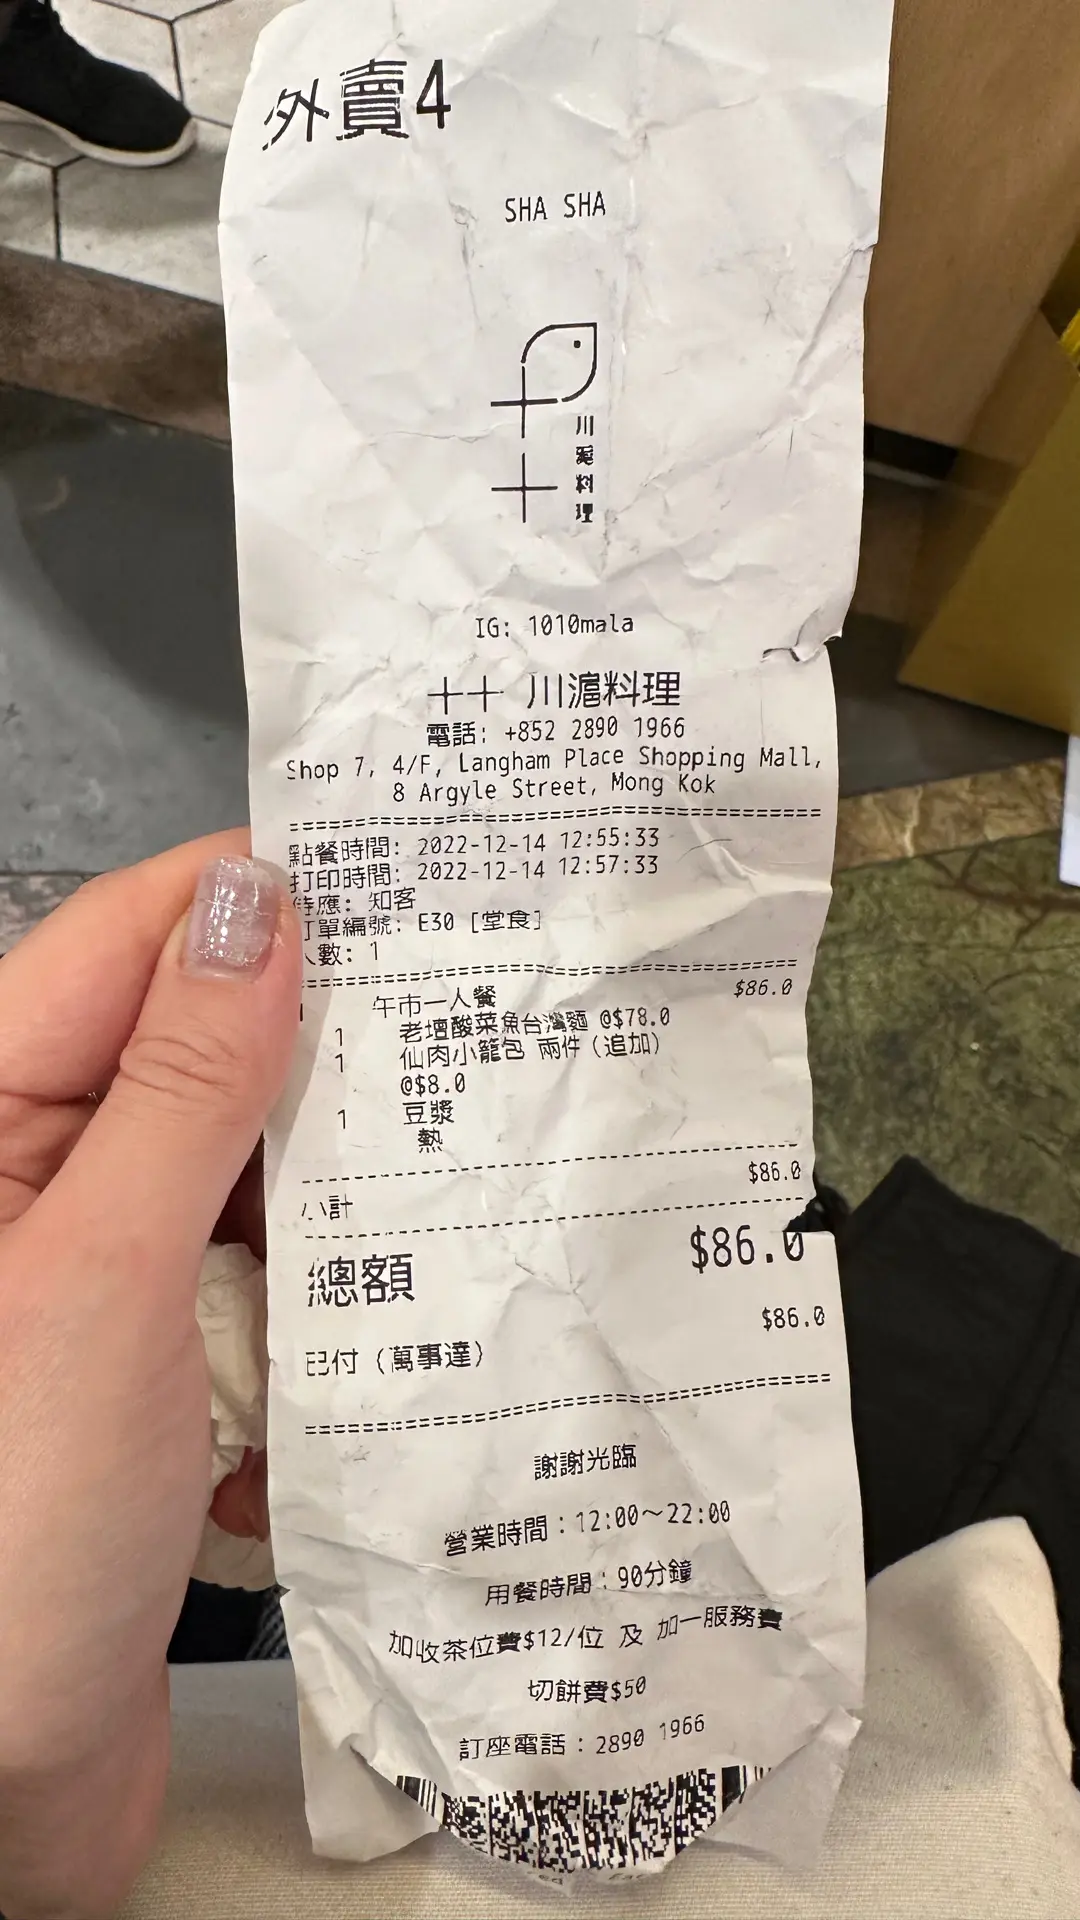 外賣4
SHA SHA
十
十
川滬料理
IG: 1010mala
十十 川滬料理
電話: +852 2890 1966
Shop 7, 4/F, Langham Place Shopping Mall,
8 Argyle Street, Mong Kok
點餐時間: 2022-12-14 12:55:33
打印時間: 2022-12-14 12:57:33
侍應: 知客
訂單編號: E30 [堂食]
人數: 1
1 午市一人餐 $86.0
1 老壇酸菜魚台灣麵 @$78.0
1 仙肉小籠包 兩件 (追加)
@$8.0
1 豆漿
熱
小計 $86.0
總額 $86.0
已付 (萬事達) $86.0
謝謝光臨
營業時間：12:00～22:00
用餐時間：90分鐘
加收茶位費$12/位 及 加一服務費
切餅費$50
訂座電話：2890 1966